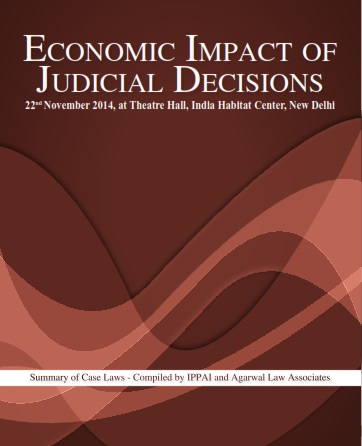 ECONOMIC IMPACT OF
JUDICIAL DECISIONS
22nd November 2014, at Theatre Hall, India Habitat Center, New Delhi
Summary of Case Laws - Compiled by IPPAI and Agarwal Law Associates